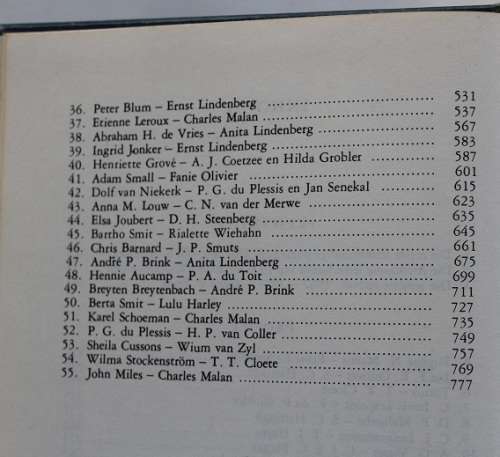 36. Peter Blum – Ernst Lindenberg ........ 531
37. Etienne Leroux – Charles Malan ........ 537
38. Abraham H. de Vries – Anita Lindenberg ........ 567
39. Ingrid Jonker – Ernst Lindenberg ........ 583
40. Henriette Grové – A. J. Coetzee en Hilda Grobler ........ 587
41. Adam Small – Fanie Olivier ........ 601
42. Dolf van Niekerk – P. G. du Plessis en Jan Senekal ........ 615
43. Anna M. Louw – C. N. van der Merwe ........ 623
44. Elsa Joubert – D. H. Steenberg ........ 635
45. Bartho Smit – Rialette Wiehahn ........ 645
46. Chris Barnard – J. P. Smuts ........ 661
47. André P. Brink – Anita Lindenberg ........ 675
48. Hennie Aucamp – P. A. du Toit ........ 699
49. Breyten Breytenbach – André P. Brink ........ 711
50. Berta Smit – Lulu Harley ........ 727
51. Karel Schoeman – Charles Malan ........ 735
52. P. G. du Plessis – H. P. van Coller ........ 749
53. Sheila Cussons – Wium van Zyl ........ 757
54. Wilma Stockenström – T. T. Cloete ........ 769
55. John Miles – Charles Malan ........ 777